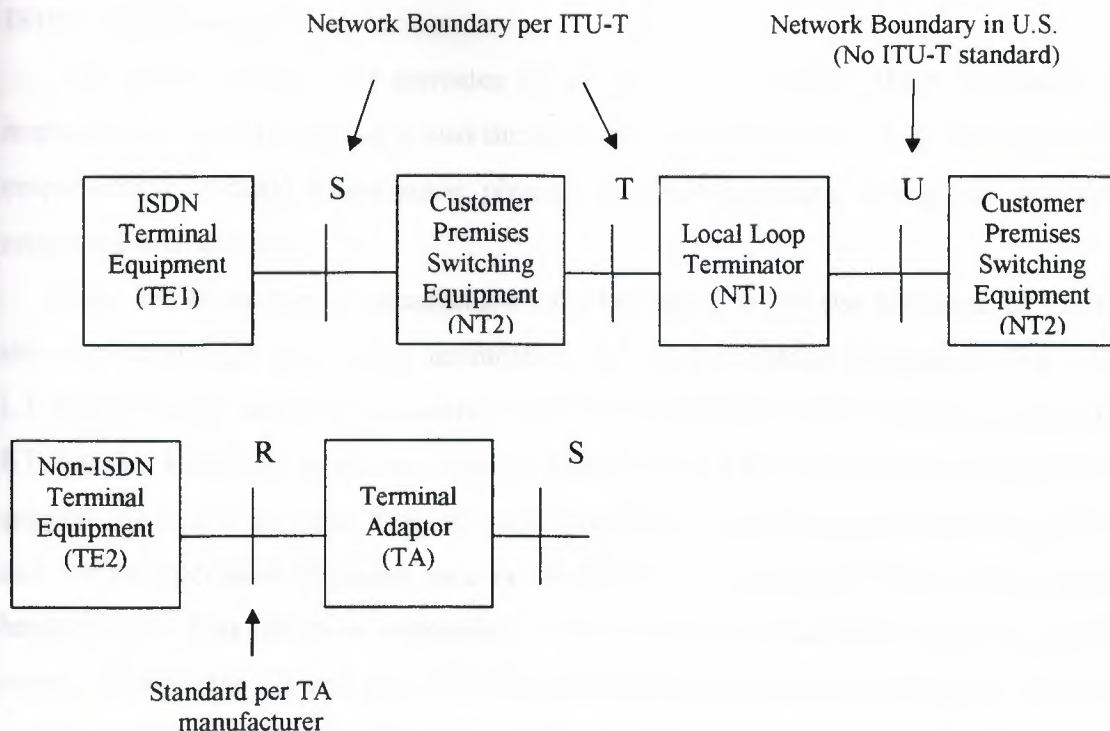 Network Boundary per ITU-T
Network Boundary in U.S.
(No ITU-T standard)
S
T
U
ISDN
Terminal
Equipment
(TE1)
Customer
Premises
Switching
Equipment
(NT2)
Local Loop
Terminator
(NT1)
Customer
Premises
Switching
Equipment
(NT2)
R
S
Non-ISDN
Terminal
Equipment
(TE2)
Terminal
Adaptor
(TA)
Standard per TA
manufacturer